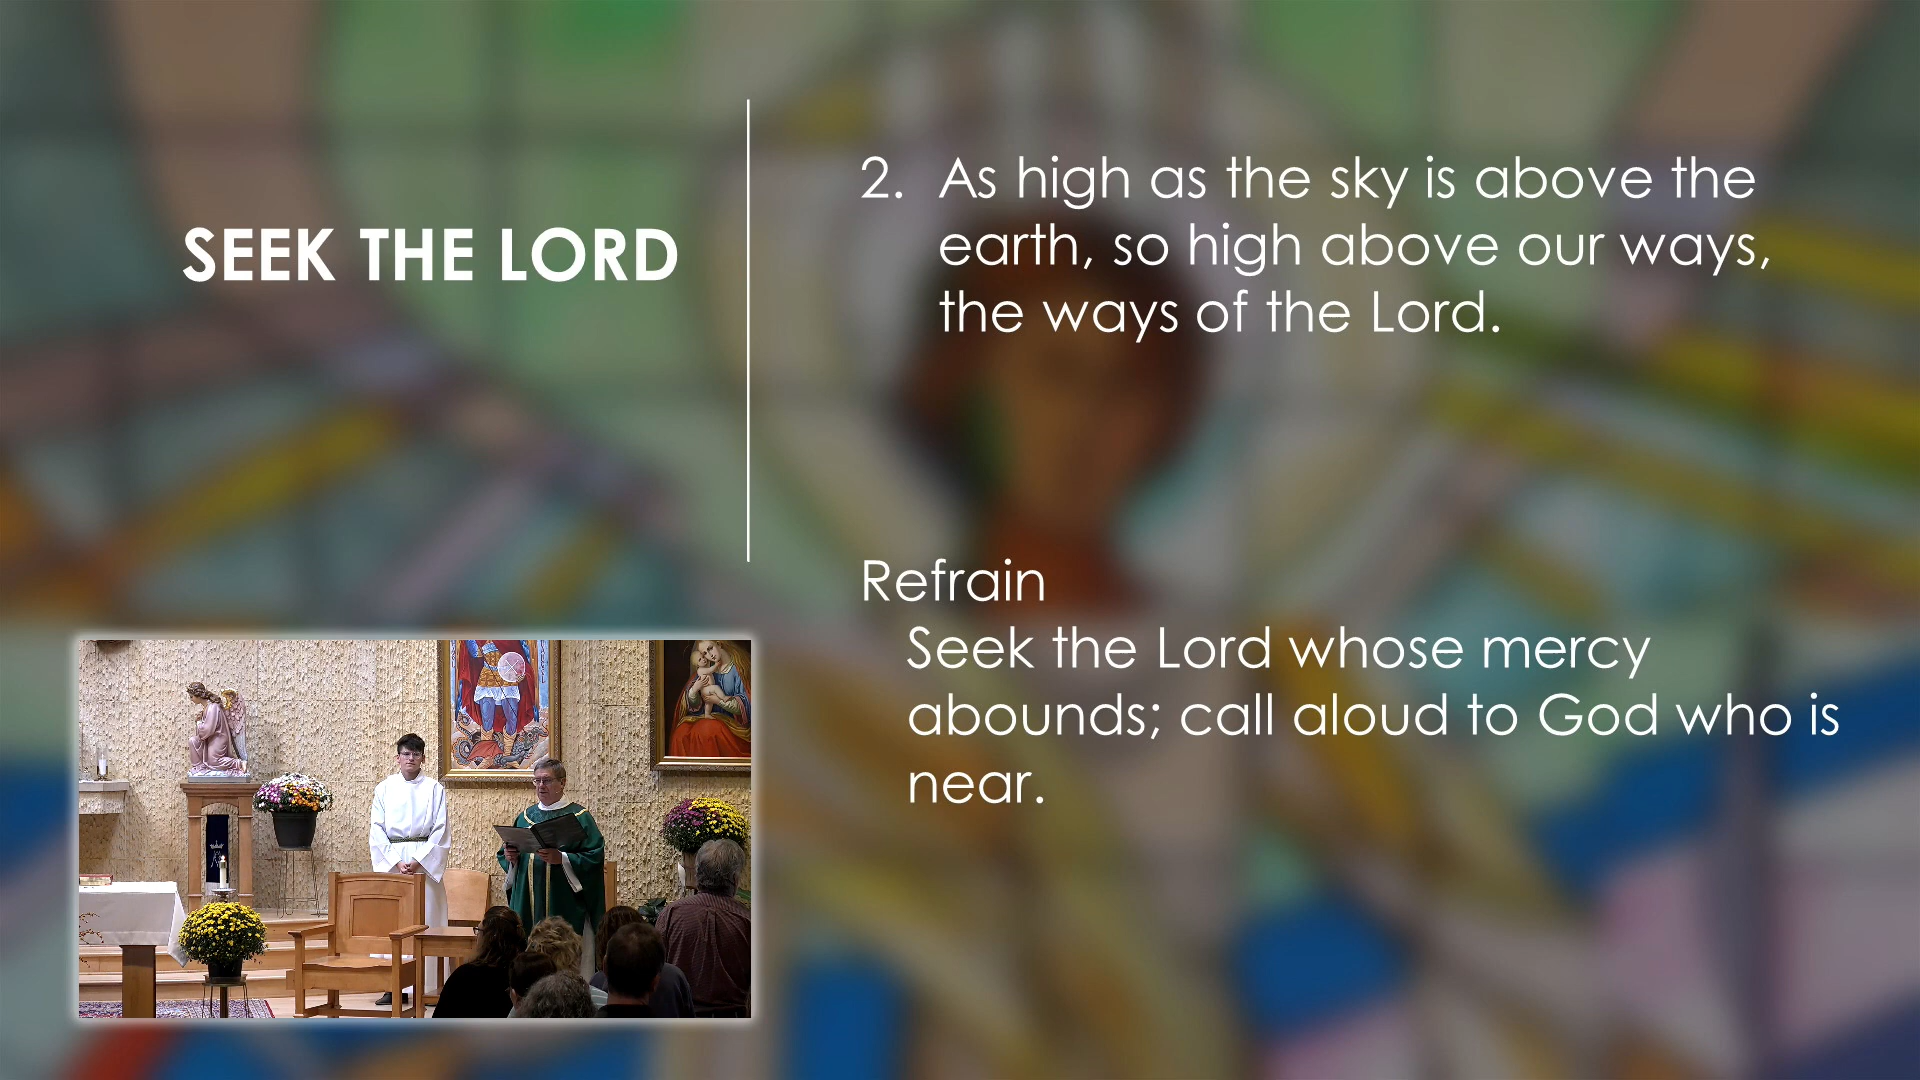 SEEK THE LORD
2. As high as the sky is above the
earth, so high above our ways,
the ways of the Lord.
Refrain
Seek the Lord whose mercy
abounds; call aloud to God who is
near.